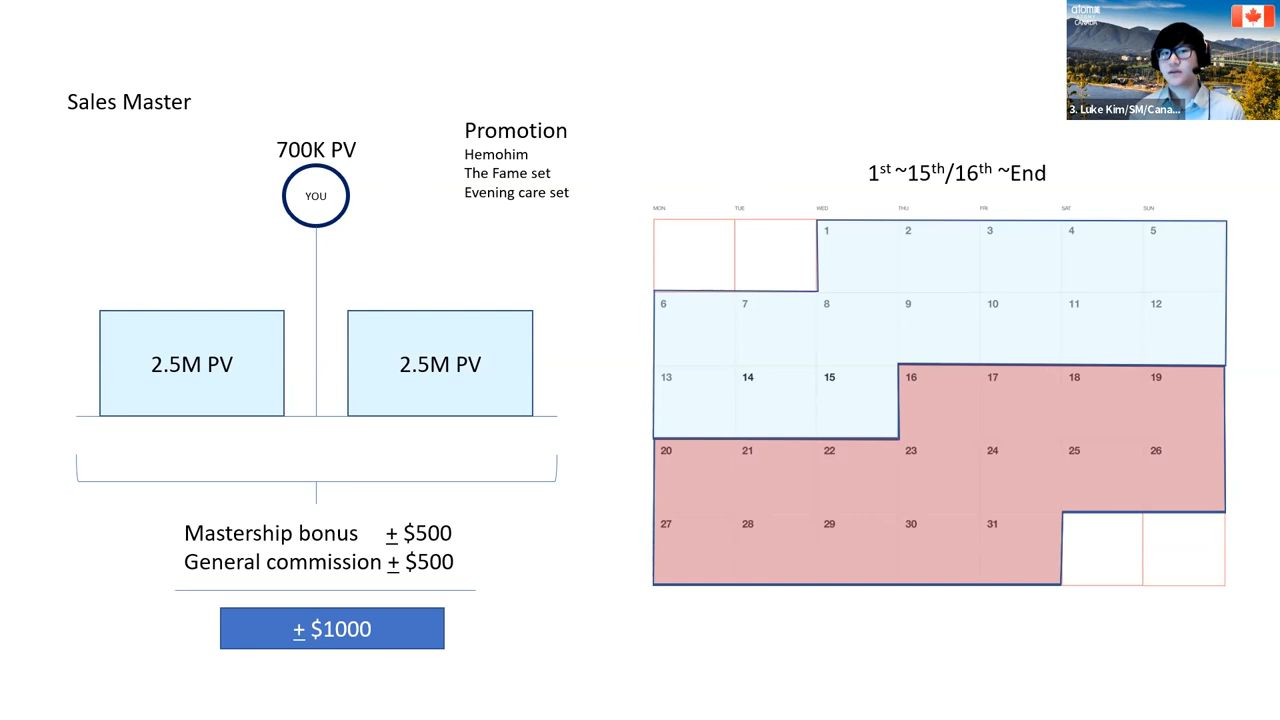 Sales Master
700K PV
YOU
Promotion
Hemohim
The Fame set
Evening care set
2.5M PV
2.5M PV
Mastership bonus + $500
General commission + $500
+ $1000
1st ~15th/16th ~End
MON TUE WED THU FRI SAT SUN
1 2 3 4 5
6 7 8 9 10 11 12
13 14 15 16 17 18 19
20 21 22 23 24 25 26
27 28 29 30 31
CANADA
3. Luke Kim/SM/Cana...